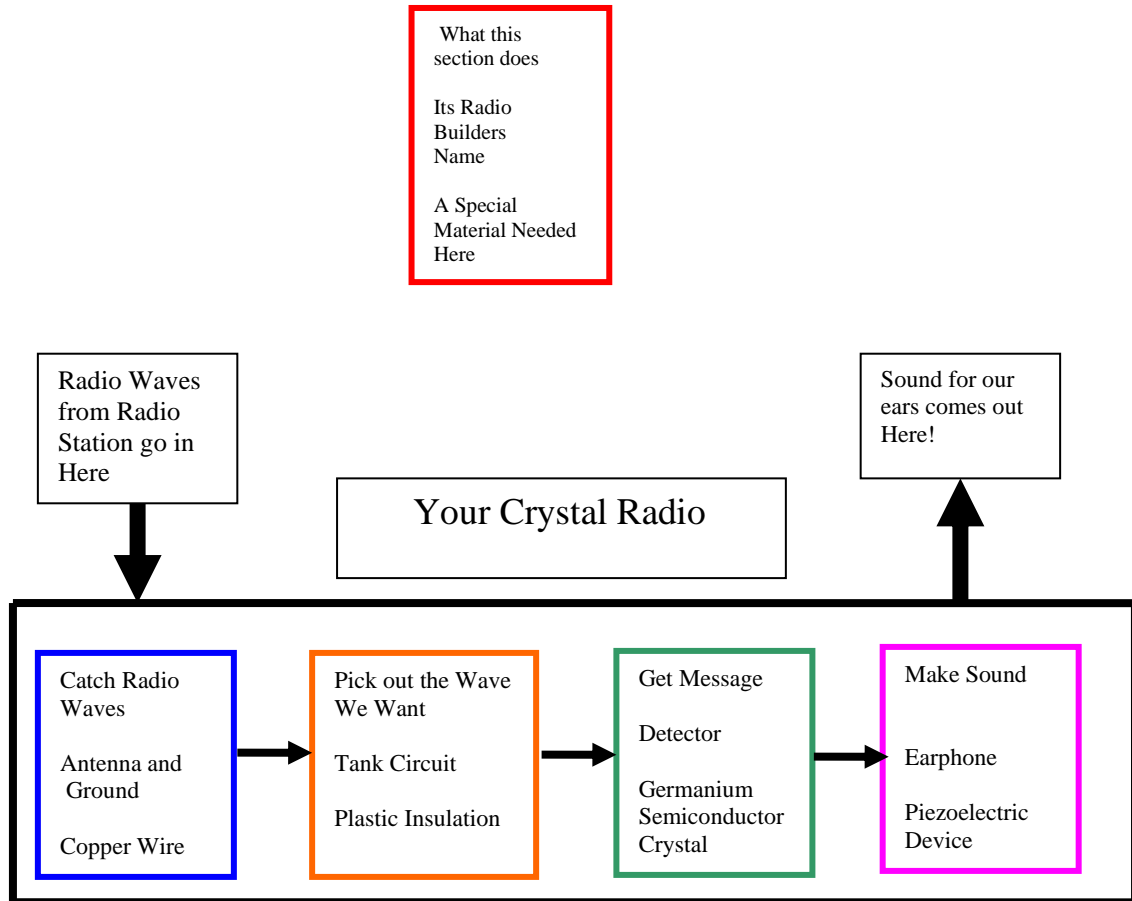 What this
section does
Its Radio
Builders
Name
A Special
Material Needed
Here
Radio Waves
from Radio
Station go in
Here
Sound for our
ears comes out
Here!
Your Crystal Radio
Catch Radio
Waves
Antenna and
Ground
Copper Wire
Pick out the Wave
We Want
Tank Circuit
Plastic Insulation
Get Message
Detector
Germanium
Semiconductor
Crystal
Make Sound
Earphone
Piezoelectric
Device